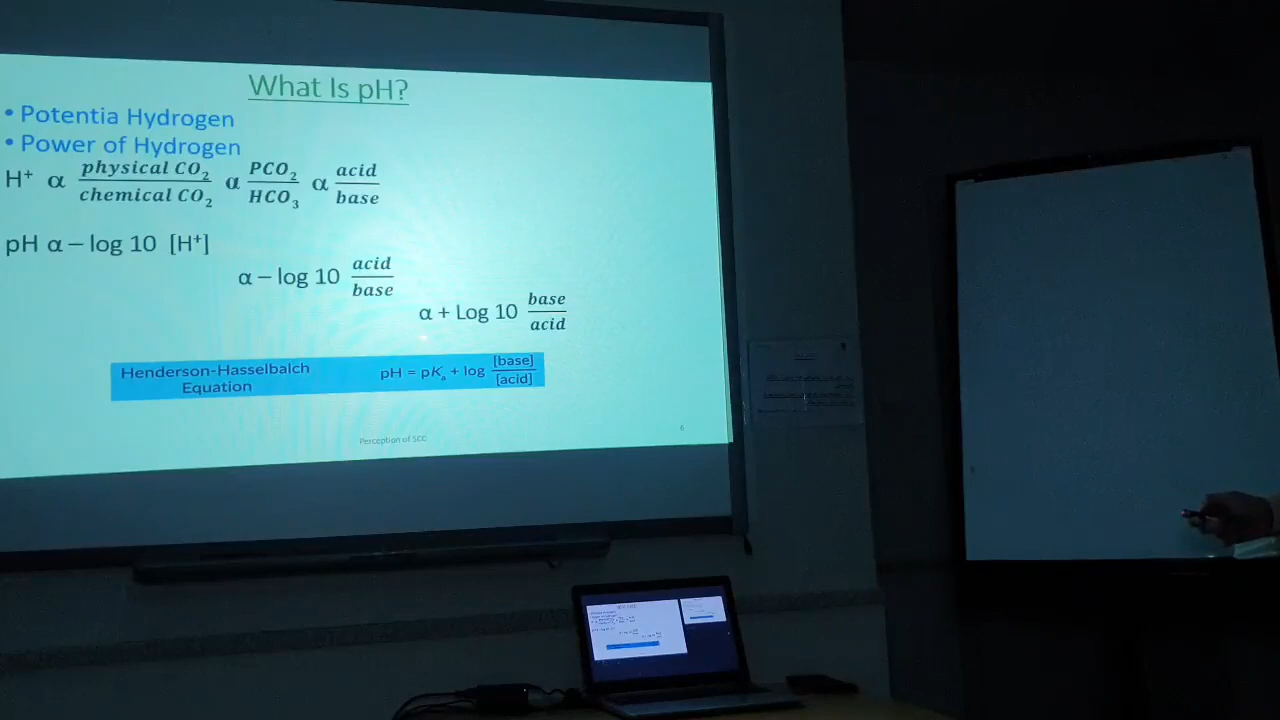 What Is pH?
• Potentia Hydrogen
• Power of Hydrogen
H⁺ α physical CO₂/chemical CO₂ α PCO₂/HCO₃ α acid/base
pH α – log 10 [H⁺]
α – log 10 acid/base
α + Log 10 base/acid
Henderson-Hasselbalch Equation pH = pKₐ + log [base]/[acid]
Perception of SCC
6